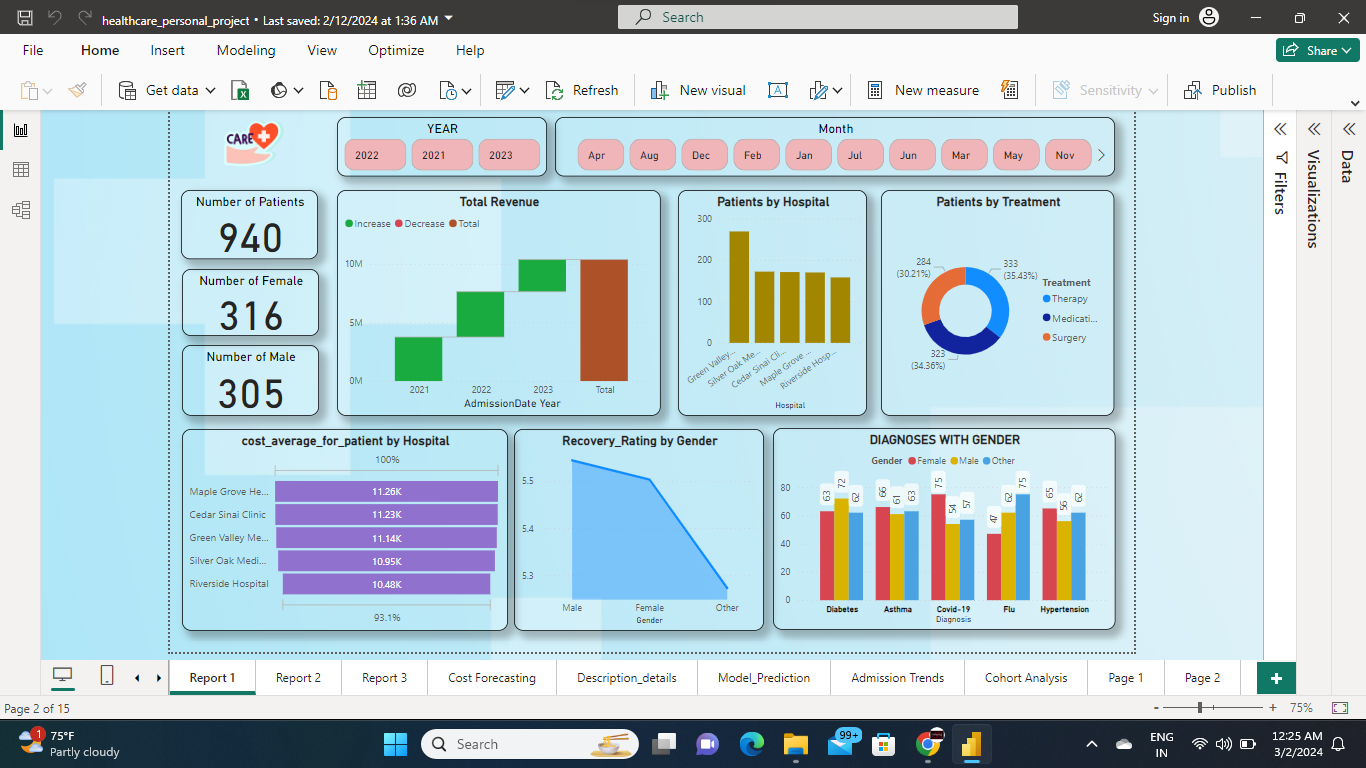 healthcare_personal_project • Last saved: 2/12/2024 at 1:36 AM
Search
Sign in
File Home Insert Modeling View Optimize Help
Share
Get data
Refresh
New visual
New measure
Sensitivity
Publish
CARE
YEAR
2022 2021 2023
Month
Apr Aug Dec Feb Jan Jul Jun Mar May Nov
Filters
Visualizations
Data
Number of Patients
940
Number of Female
316
Number of Male
305
Total Revenue
Increase Decrease Total
10M
5M
0M
2021 2022 2023 Total
AdmissionDate Year
Patients by Hospital
300
200
100
0
Green Valley...
Silver Oak Me...
Cedar Sinai Cli...
Maple Grove ...
Riverside Hosp...
Hospital
Patients by Treatment
284
(30.21%)
333
(35.43%)
323
(34.36%)
Treatment
Therapy
Medicati...
Surgery
cost_average_for_patient by Hospital
100%
Maple Grove He... 11.26K
Cedar Sinai Clinic 11.23K
Green Valley Me... 11.14K
Silver Oak Medi... 10.95K
Riverside Hospital 10.48K
93.1%
Recovery_Rating by Gender
5.5
5.4
5.3
Male Female Other
Gender
DIAGNOSES WITH GENDER
Gender Female Male Other
80
60
40
20
0
63 72 62 66 61 63 75 54 57 47 62 75 65 56 62
Diabetes Asthma Covid-19 Flu Hypertension
Diagnosis
Report 1 Report 2 Report 3 Cost Forecasting Description_details Model_Prediction Admission Trends Cohort Analysis Page 1 Page 2
+
Page 2 of 15
- + 75%
1
75°F
Partly cloudy
Search
99+
ENG
IN
12:25 AM
3/2/2024